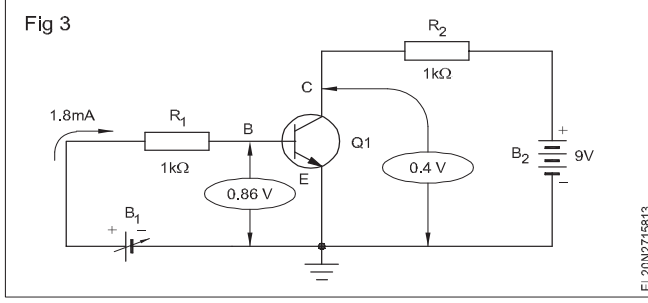 Fig 3
R2
1kΩ
C
1.8mA
R1
B
Q1
1kΩ
E
0.86 V
0.4 V
B2
+
9V
–
B1
+
–
EL20N2715813